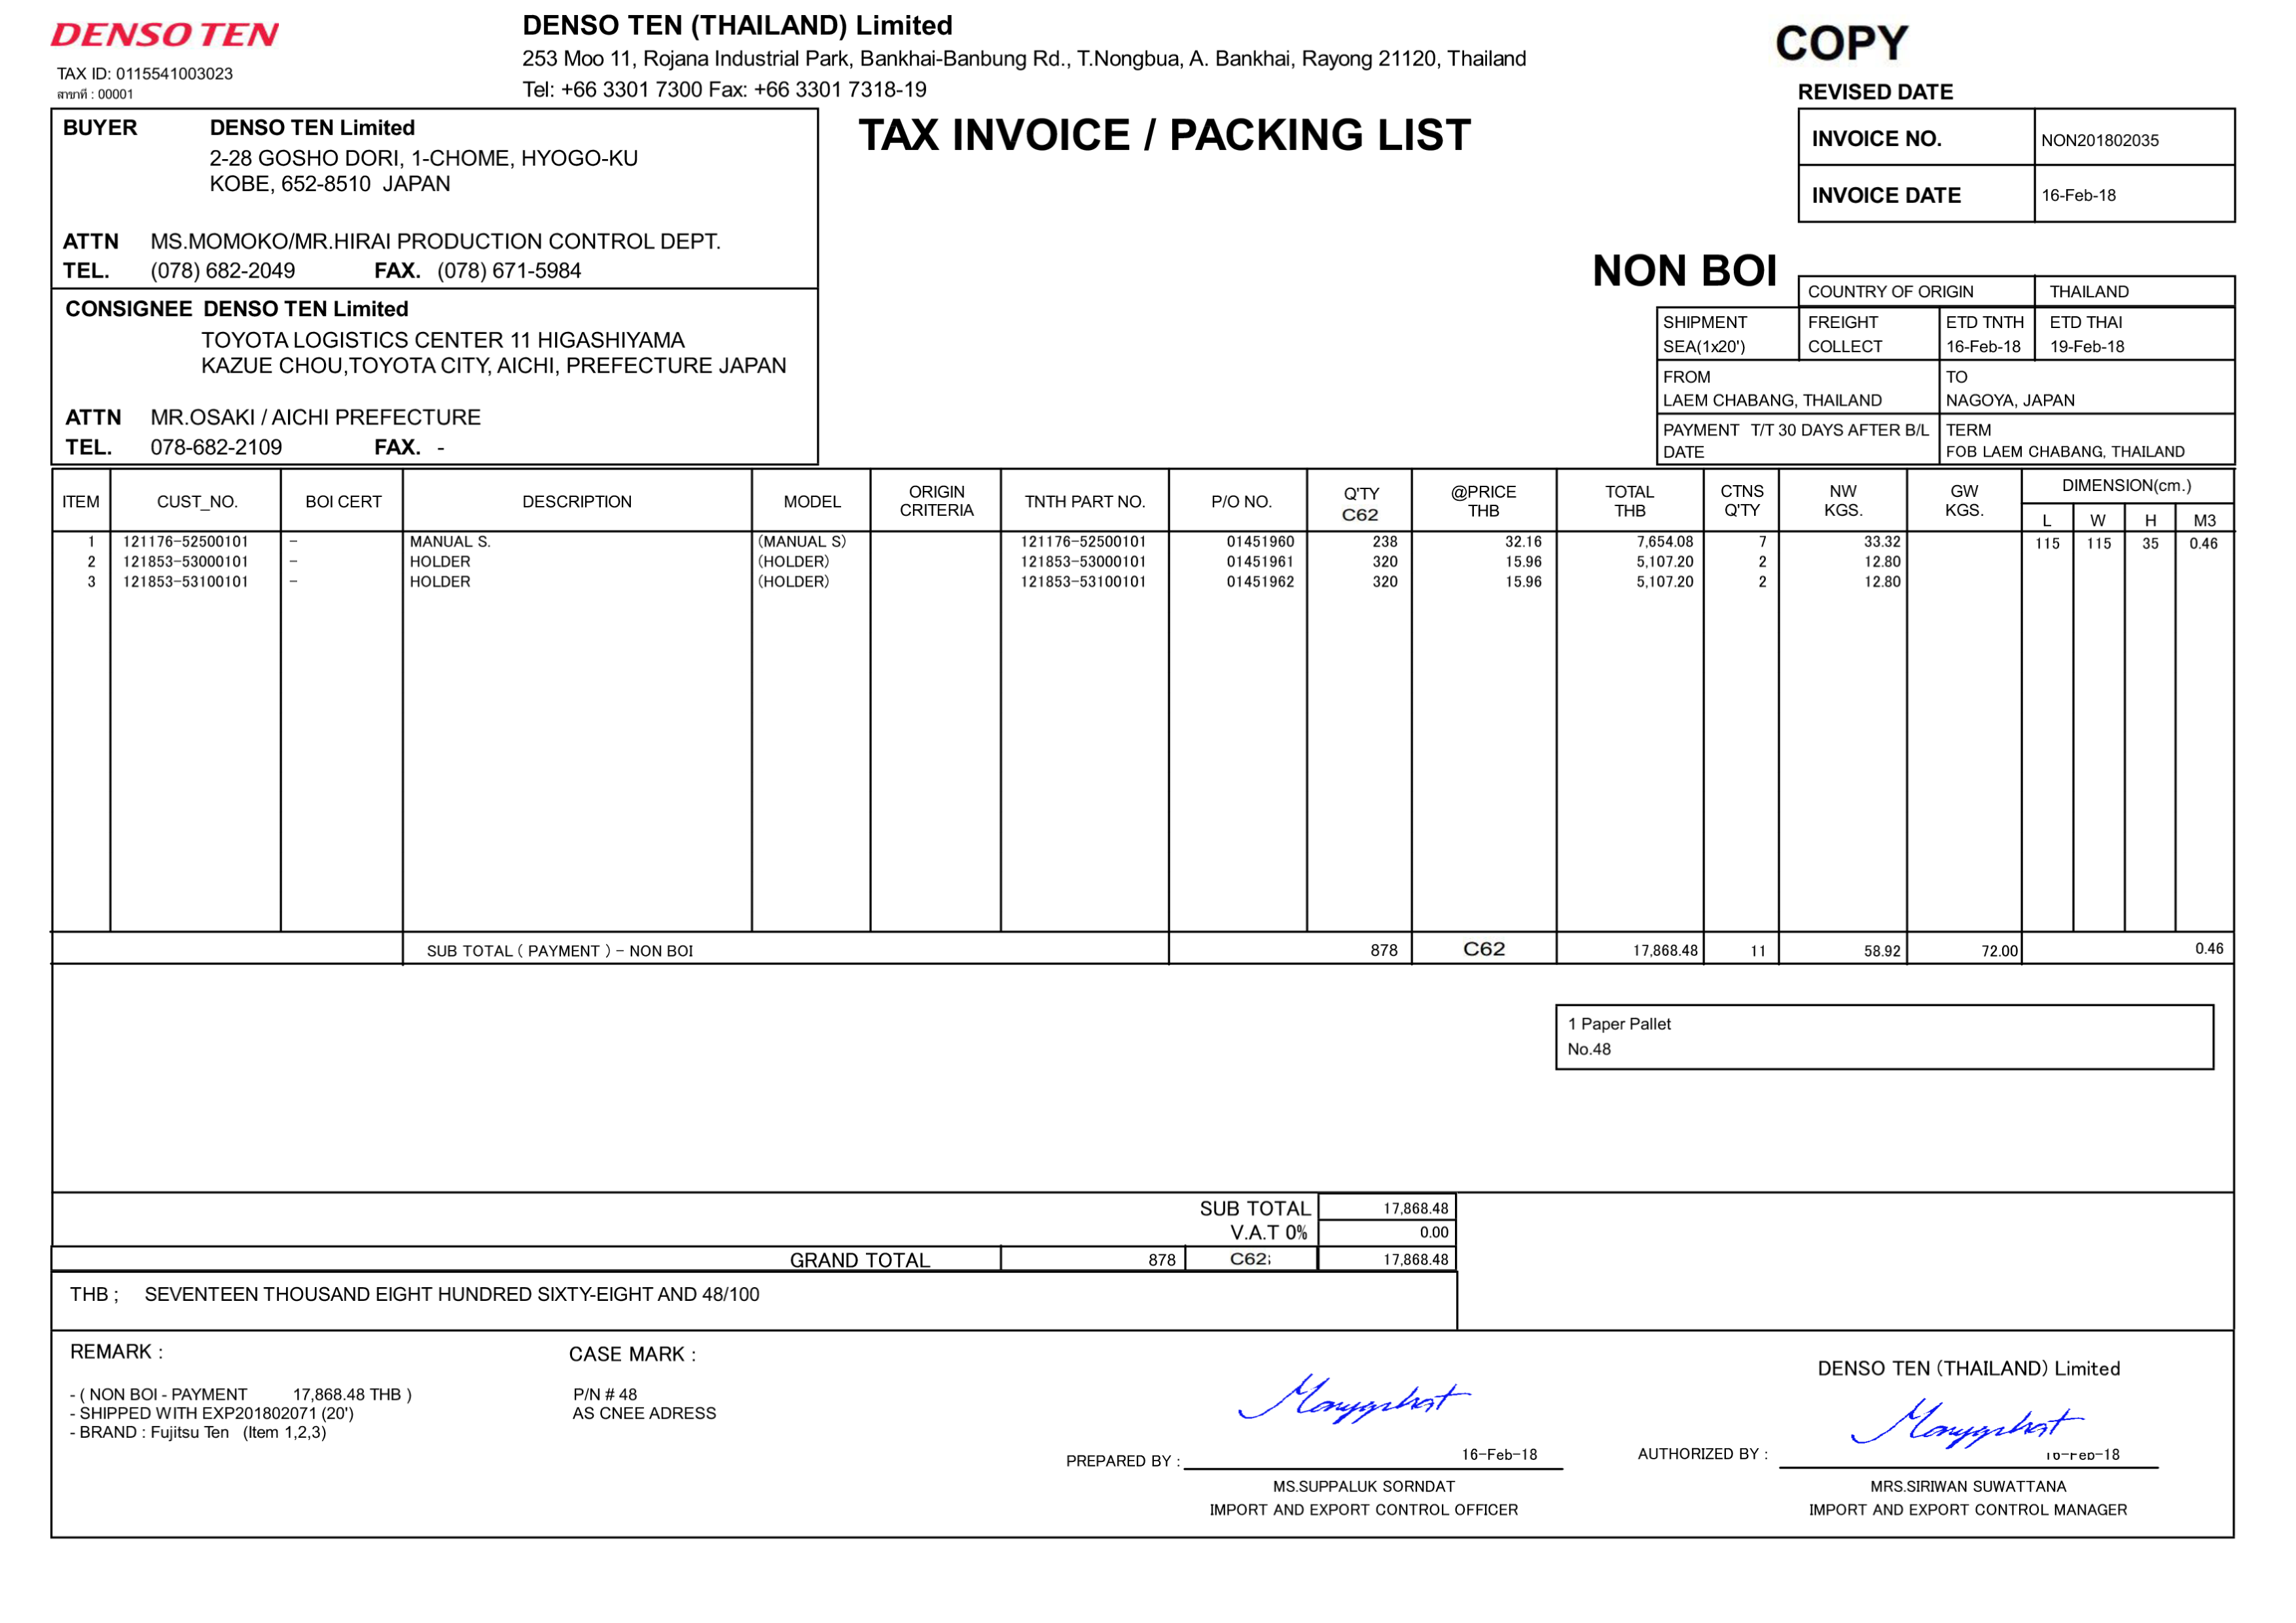 DENSO TEN
TAX ID: 0115541003023
สาขาที่ : 00001
DENSO TEN (THAILAND) Limited
253 Moo 11, Rojana Industrial Park, Bankhai-Banbung Rd., T.Nongbua, A. Bankhai, Rayong 21120, Thailand
Tel: +66 3301 7300 Fax: +66 3301 7318-19
COPY
REVISED DATE
TAX INVOICE / PACKING LIST
INVOICE NO. NON201802035
INVOICE DATE 16-Feb-18
BUYER DENSO TEN Limited
2-28 GOSHO DORI, 1-CHOME, HYOGO-KU
KOBE, 652-8510 JAPAN
ATTN MS.MOMOKO/MR.HIRAI PRODUCTION CONTROL DEPT.
TEL. (078) 682-2049 FAX. (078) 671-5984
CONSIGNEE DENSO TEN Limited
TOYOTA LOGISTICS CENTER 11 HIGASHIYAMA
KAZUE CHOU,TOYOTA CITY, AICHI, PREFECTURE JAPAN
ATTN MR.OSAKI / AICHI PREFECTURE
TEL. 078-682-2109 FAX. -
NON BOI
COUNTRY OF ORIGIN THAILAND
SHIPMENT FREIGHT ETD TNTH ETD THAI
SEA(1x20') COLLECT 16-Feb-18 19-Feb-18
FROM TO
LAEM CHABANG, THAILAND NAGOYA, JAPAN
PAYMENT T/T 30 DAYS AFTER B/L TERM
DATE FOB LAEM CHABANG, THAILAND
ITEM CUST_NO. BOI CERT DESCRIPTION MODEL ORIGIN CRITERIA TNTH PART NO. P/O NO. Q'TY C62 @PRICE THB TOTAL THB CTNS Q'TY NW KGS. GW KGS. DIMENSION(cm.)
L W H M3
1 121176-52500101 - MANUAL S. (MANUAL S) 121176-52500101 01451960 238 32.16 7,654.08 7 33.32 115 115 35 0.46
2 121853-53000101 - HOLDER (HOLDER) 121853-53000101 01451961 320 15.96 5,107.20 2 12.80
3 121853-53100101 - HOLDER (HOLDER) 121853-53100101 01451962 320 15.96 5,107.20 2 12.80
SUB TOTAL ( PAYMENT ) - NON BOI 878 C62 17,868.48 11 58.92 72.00 0.46
1 Paper Pallet
No.48
SUB TOTAL 17,868.48
V.A.T 0% 0.00
GRAND TOTAL 878 C62; 17,868.48
THB ; SEVENTEEN THOUSAND EIGHT HUNDRED SIXTY-EIGHT AND 48/100
REMARK :
- ( NON BOI - PAYMENT 17,868.48 THB )
- SHIPPED WITH EXP201802071 (20')
- BRAND : Fujitsu Ten (Item 1,2,3)
CASE MARK :
P/N # 48
AS CNEE ADRESS
PREPARED BY : 16-Feb-18
MS.SUPPALUK SORNDAT
IMPORT AND EXPORT CONTROL OFFICER
DENSO TEN (THAILAND) Limited
AUTHORIZED BY : 16-Feb-18
MRS.SIRIWAN SUWATTANA
IMPORT AND EXPORT CONTROL MANAGER